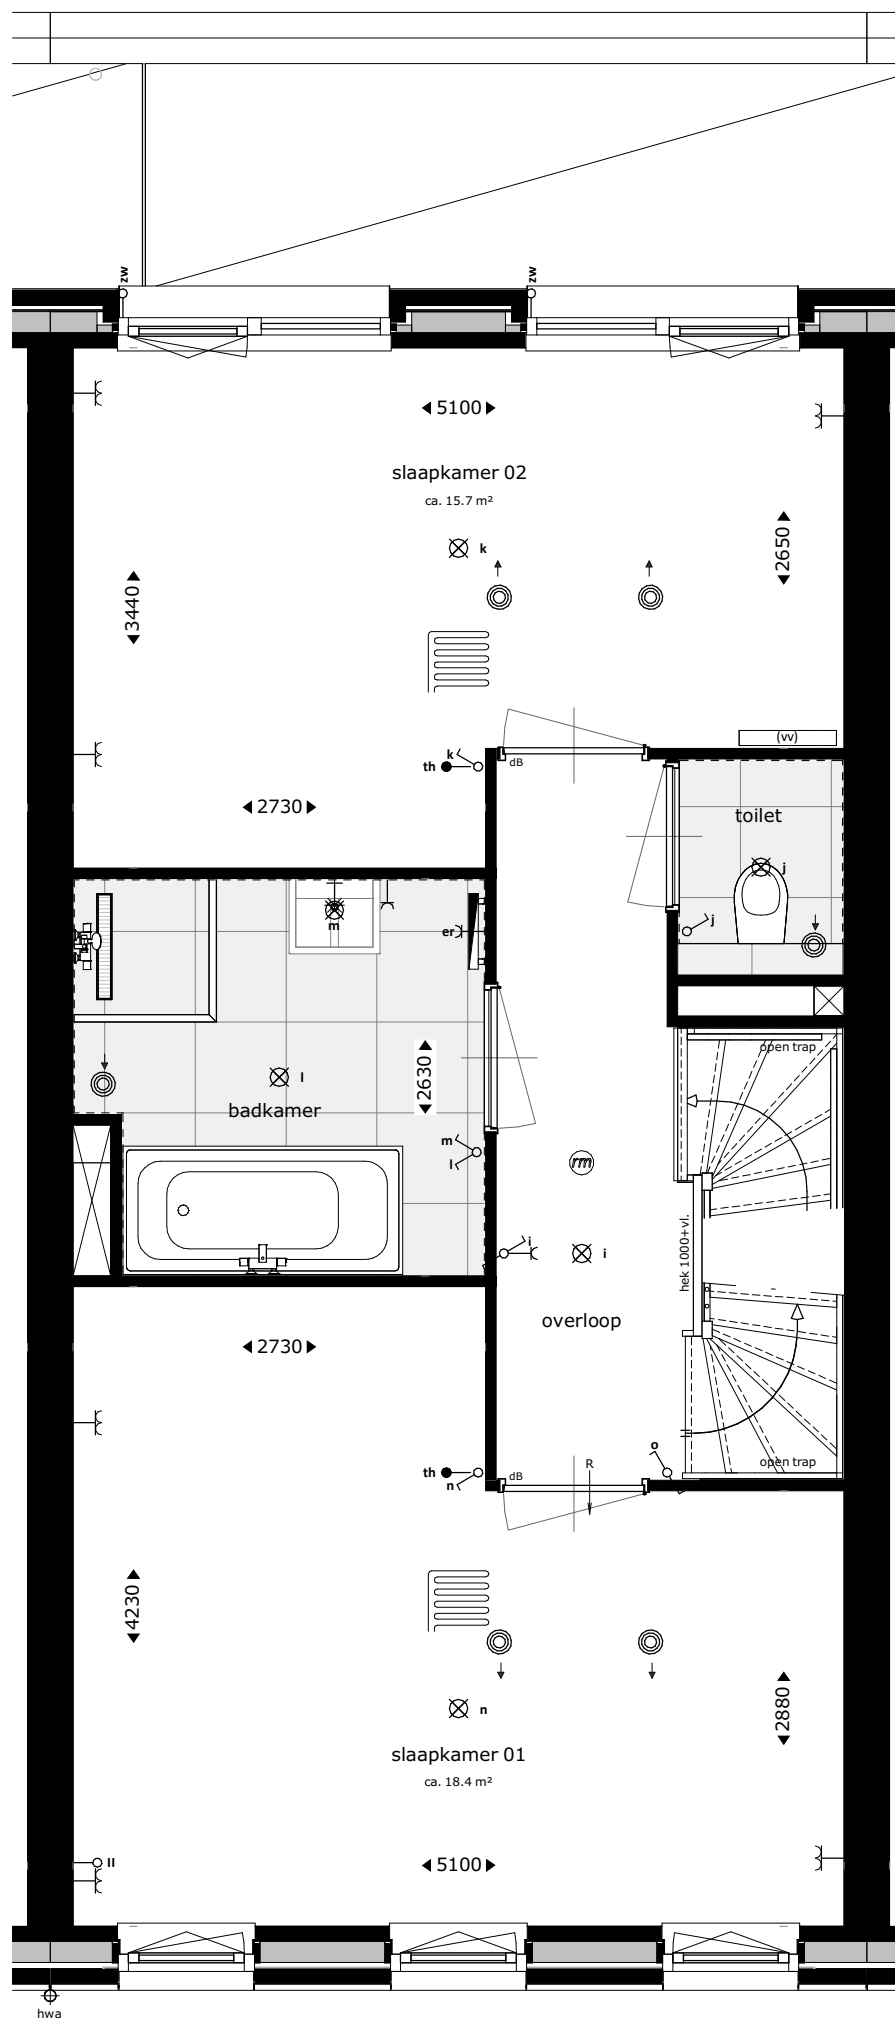 zw
zw
5100
slaapkamer 02
ca. 15.7 m²
2650
k
3440
(vv)
k
th
dB
2730
toilet
j
j
m
er
2630
l
badkamer
open trap
m
l
rm
hek 1000+vl.
i
i
overloop
2730
o
open trap
th
n
dB
R
4230
n
2880
slaapkamer 01
ca. 18.4 m²
II
5100
hwa